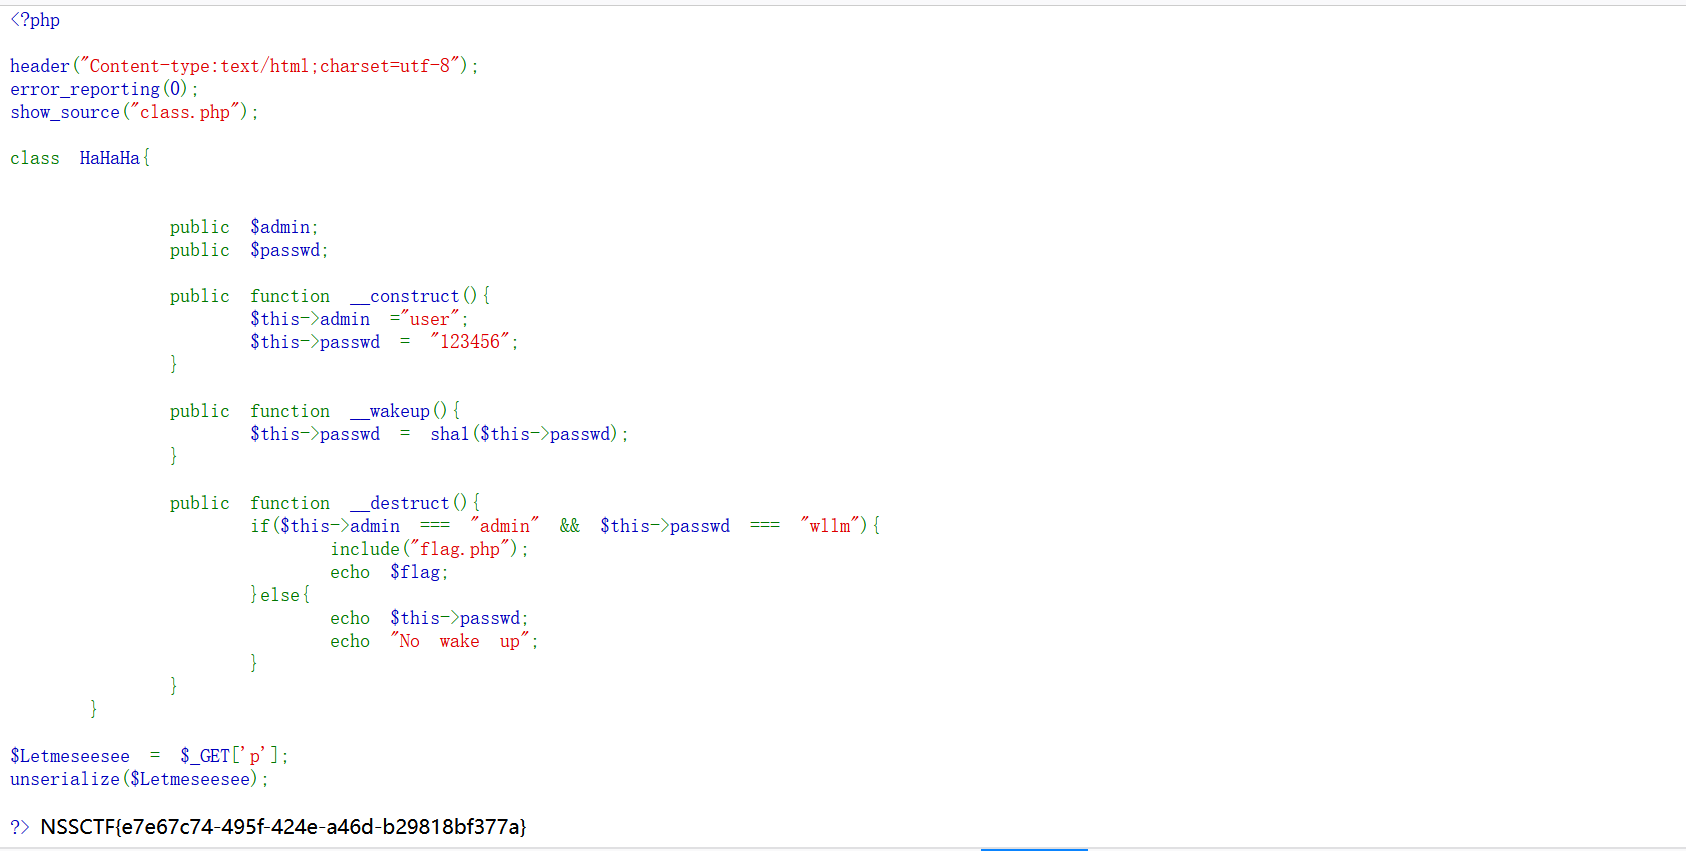 <?php
header("Content-type:text/html;charset=utf-8");
error_reporting(0);
show_source("class.php");
class HaHaHa{
public $admin;
public $passwd;
public function __construct(){
$this->admin ="user";
$this->passwd = "123456";
}
public function __wakeup(){
$this->passwd = sha1($this->passwd);
}
public function __destruct(){
if($this->admin === "admin" && $this->passwd === "wllm"){
include("flag.php");
echo $flag;
}else{
echo $this->passwd;
echo "No wake up";
}
}
}
$Letmeseesee = $_GET['p'];
unserialize($Letmeseesee);
?> NSSCTF{e7e67c74-495f-424e-a46d-b29818bf377a}